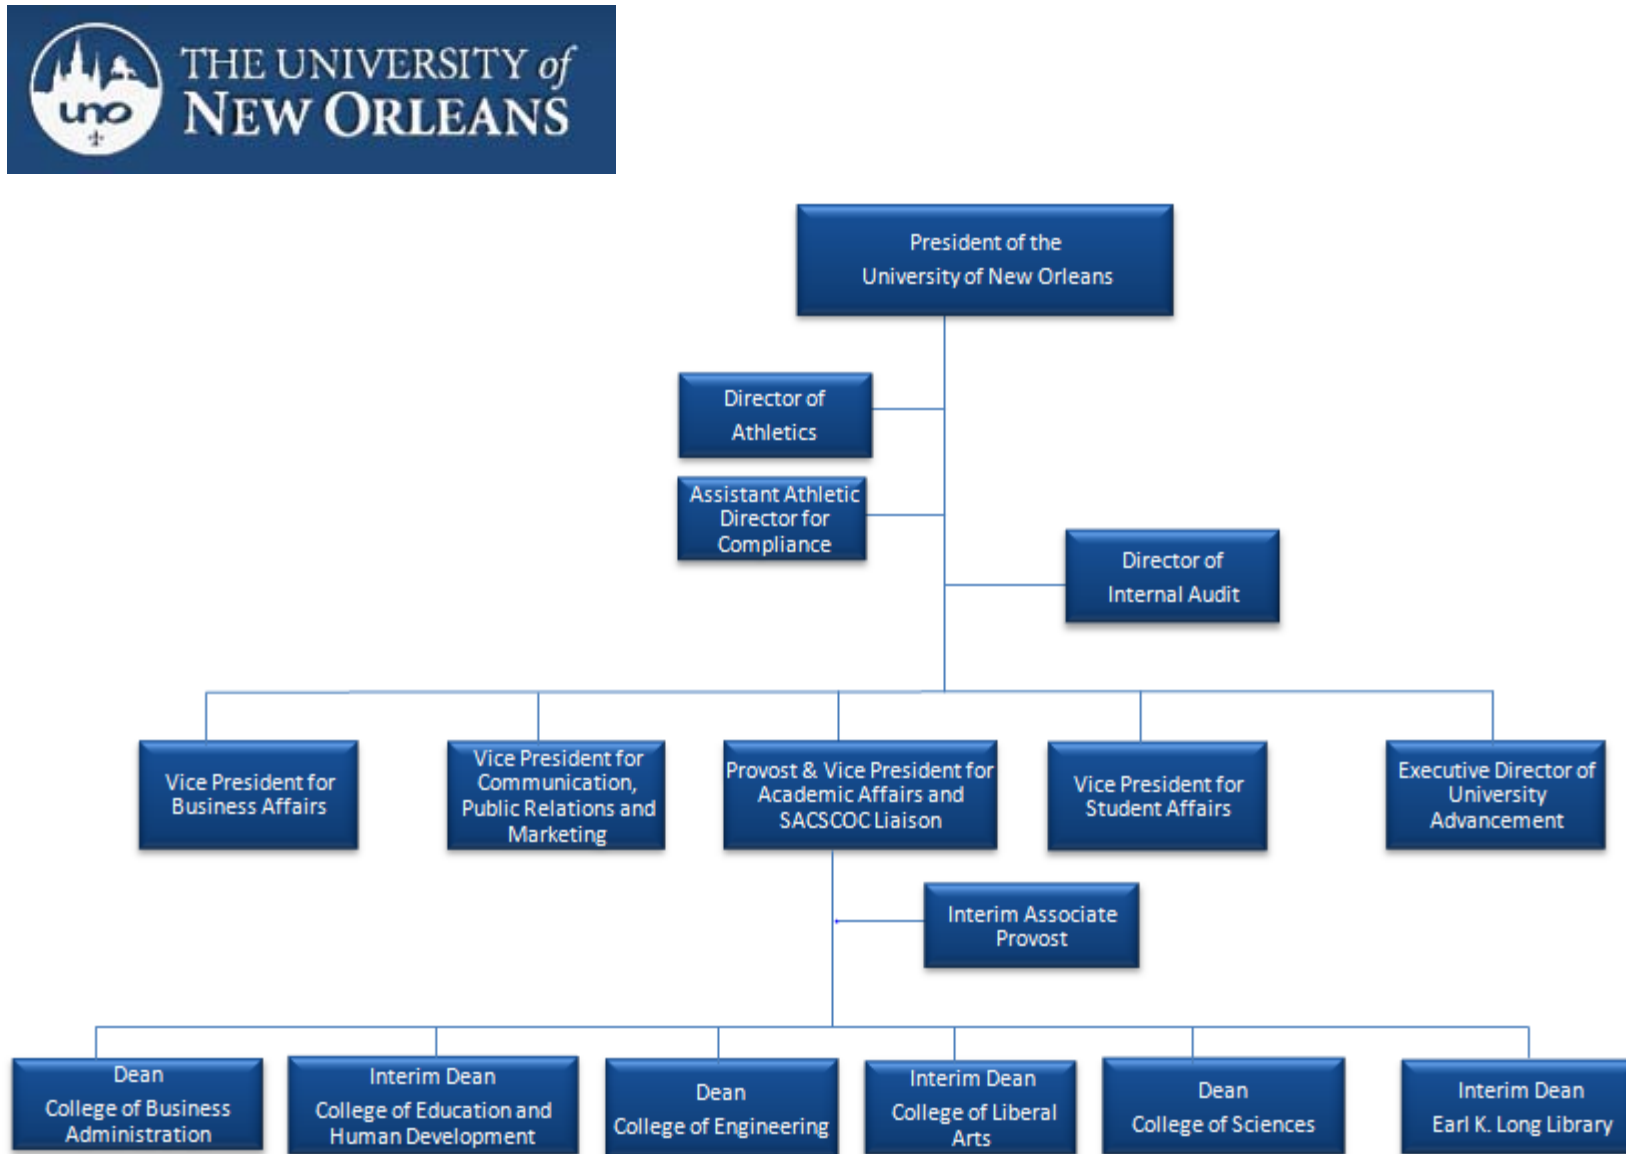 uno
THE UNIVERSITY of
NEW ORLEANS
President of the
University of New Orleans
Director of
Athletics
Assistant Athletic
Director for
Compliance
Director of
Internal Audit
Vice President for
Business Affairs
Vice President for
Communication,
Public Relations and
Marketing
Provost & Vice President for
Academic Affairs and
SACSCOC Liaison
Vice President for
Student Affairs
Executive Director of
University
Advancement
Interim Associate
Provost
Dean
College of Business
Administration
Interim Dean
College of Education and
Human Development
Dean
College of Engineering
Interim Dean
College of Liberal
Arts
Dean
College of Sciences
Interim Dean
Earl K. Long Library